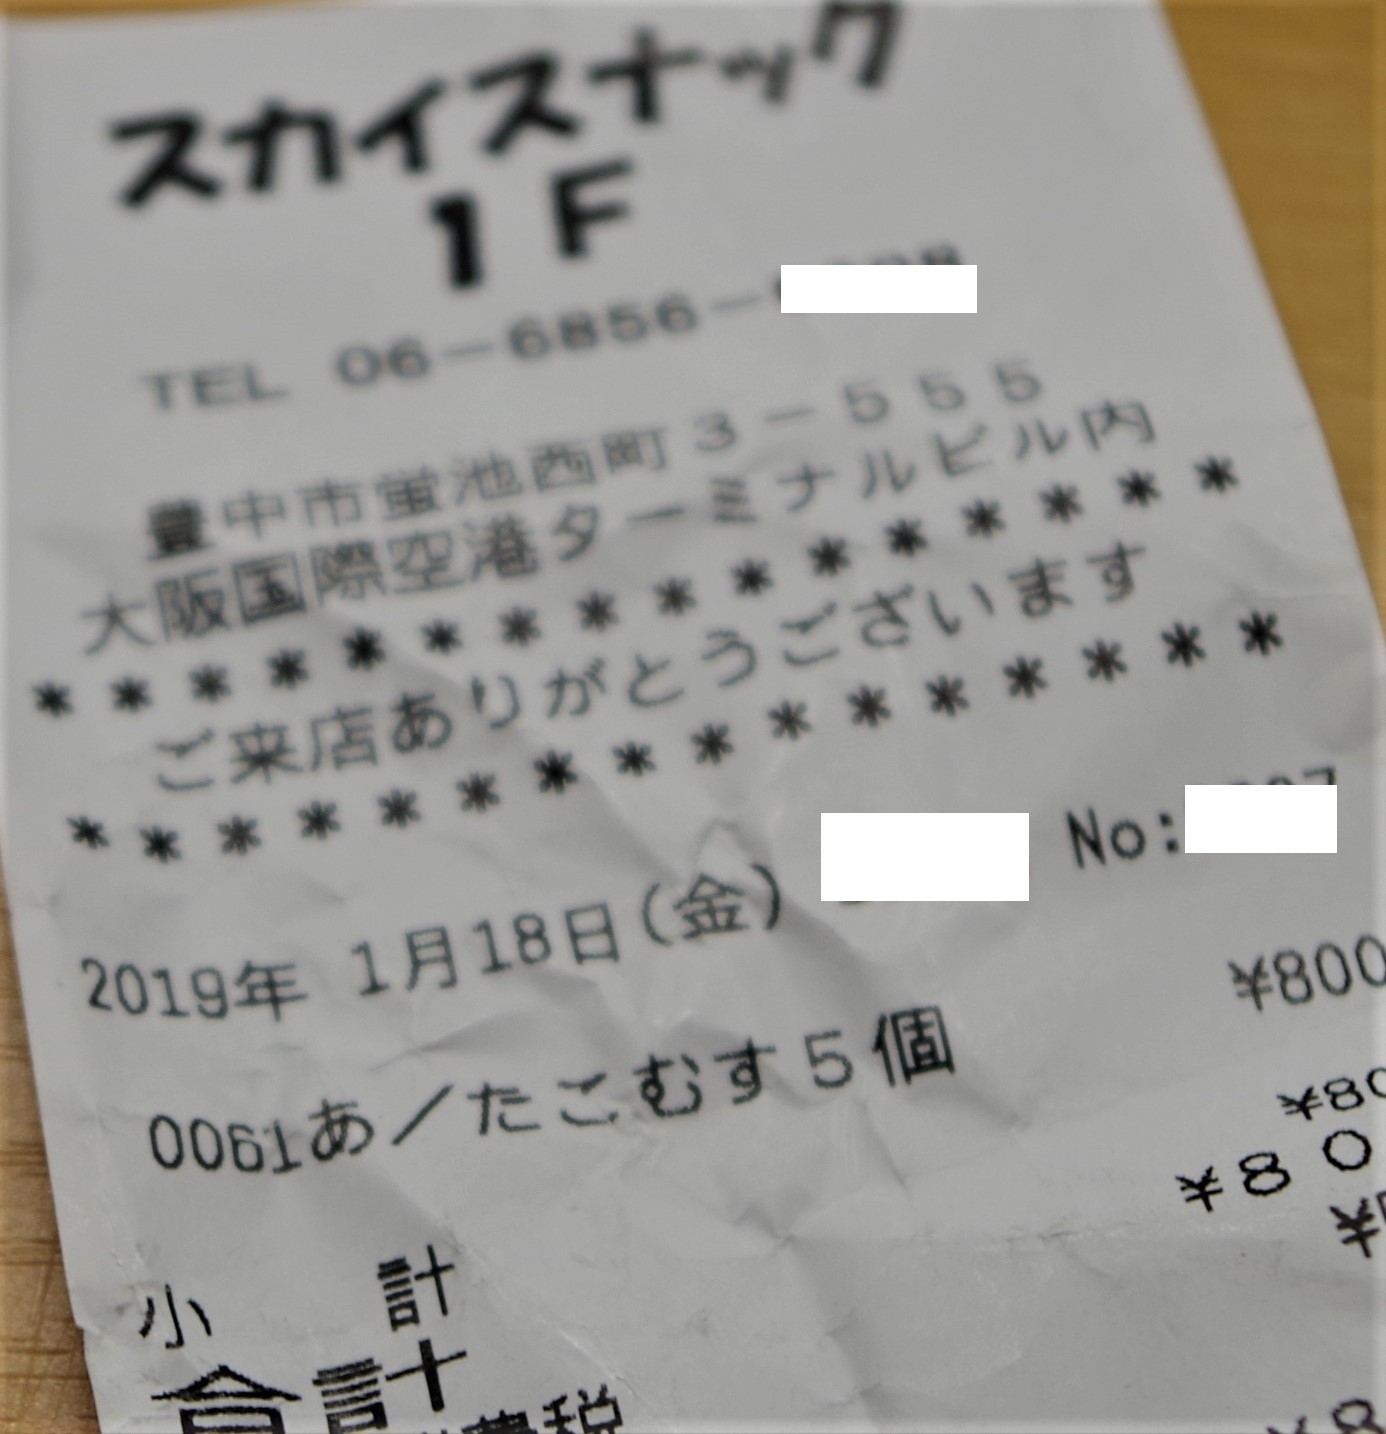 スカイスナック
1F
TEL 06-6856-
豊中市蛍池西町3-555
大阪国際空港ターミナルビル内
****************
ご来店ありがとうございます
****************
2019年 1月18日(金) No:
0061あ/たこむす5個 ¥800
小計 ¥80
合計 ¥80
費税
¥8